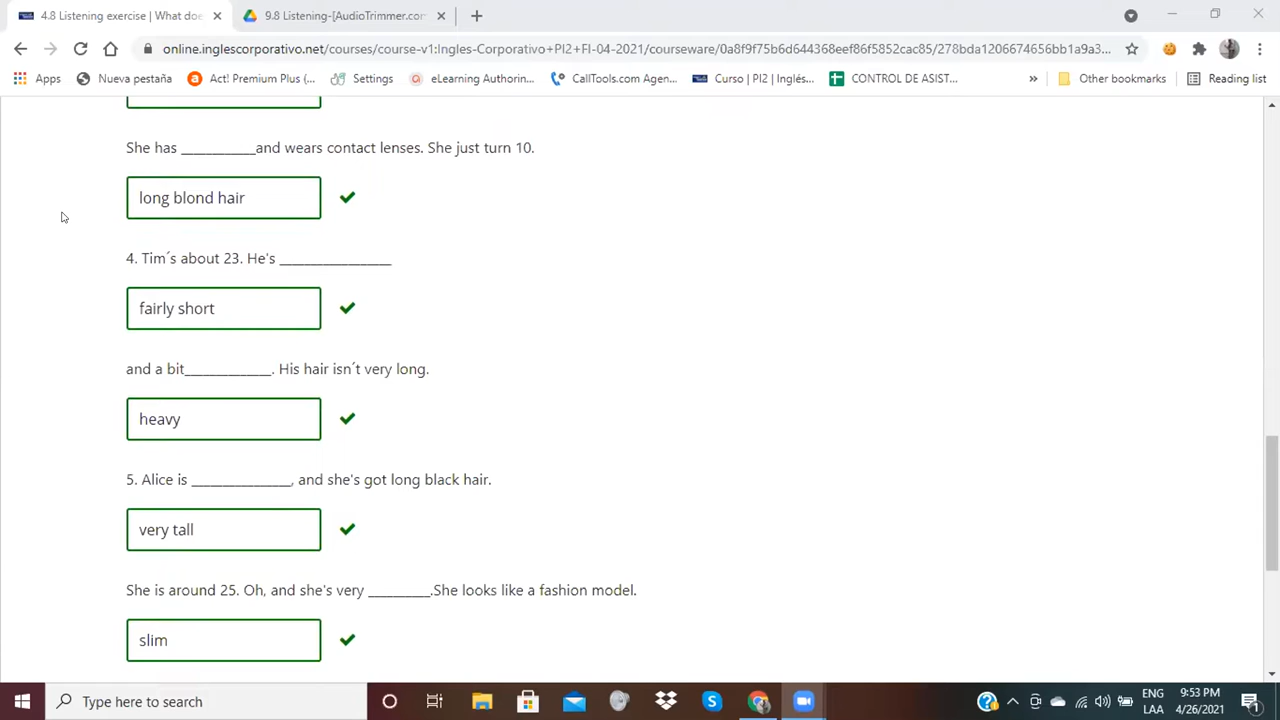 4.8 Listening exercise | What doe
9.8 Listening-[AudioTrimmer.com
online.inglescorporativo.net/courses/course-v1:Ingles-Corporativo+PI2+FI-04-2021/courseware/0a8f9f75b6d644368eef86f5852cac85/278bda1206674656bb1a9a3...
Apps
Nueva pestaña
Act! Premium Plus (...
Settings
eLearning Authorin...
CallTools.com Agen...
Curso | PI2 | Inglés...
CONTROL DE ASIST...
»
Other bookmarks
Reading list
She has ____________and wears contact lenses. She just turn 10.
long blond hair
4. Tim´s about 23. He's __________________
fairly short
and a bit______________. His hair isn´t very long.
heavy
5. Alice is ________________, and she's got long black hair.
very tall
She is around 25. Oh, and she's very __________.She looks like a fashion model.
slim
Type here to search
ENG
LAA
9:53 PM
4/26/2021